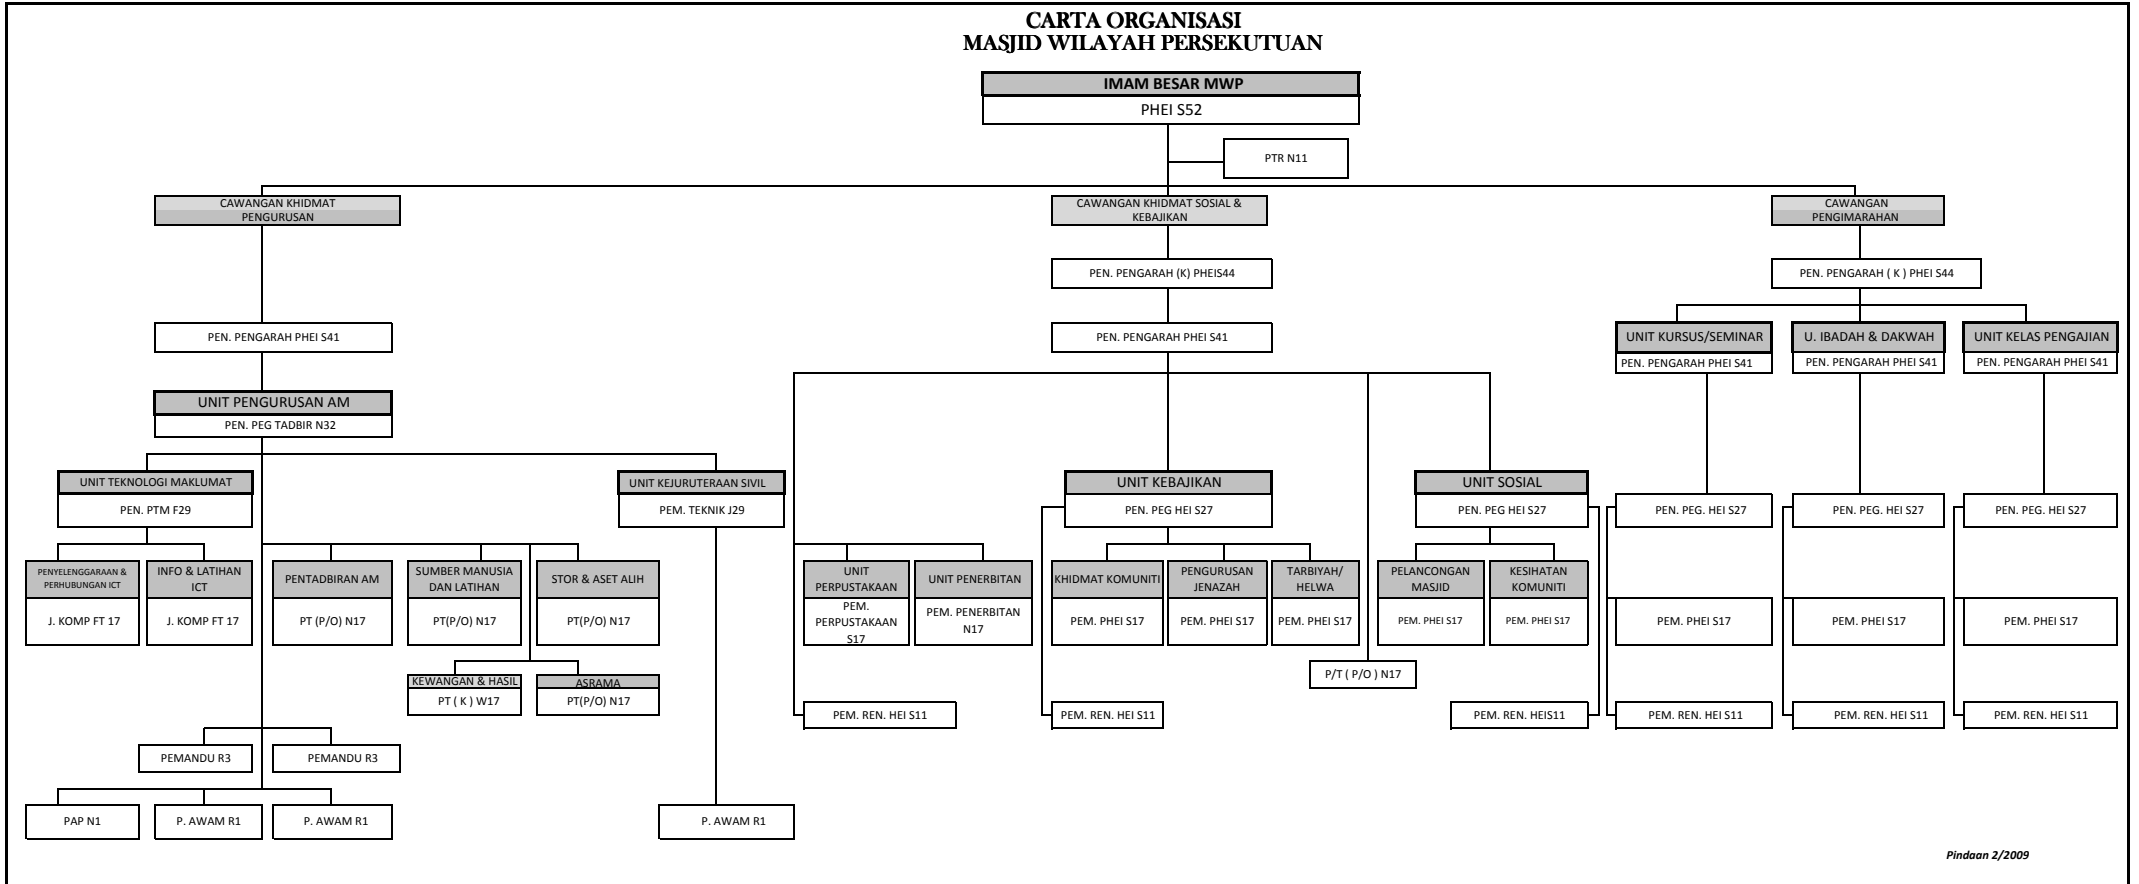 CARTA ORGANISASI
MASJID WILAYAH PERSEKUTUAN
IMAM BESAR MWP
PHEI S52
PTR N11
CAWANGAN KHIDMAT
PENGURUSAN
CAWANGAN KHIDMAT SOSIAL &
KEBAJIKAN
CAWANGAN
PENGIMARAHAN
PEN. PENGARAH (K) PHEIS44
PEN. PENGARAH ( K ) PHEI S44
PEN. PENGARAH PHEI S41
PEN. PENGARAH PHEI S41
UNIT KURSUS/SEMINAR
PEN. PENGARAH PHEI S41
U. IBADAH & DAKWAH
PEN. PENGARAH PHEI S41
UNIT KELAS PENGAJIAN
PEN. PENGARAH PHEI S41
UNIT PENGURUSAN AM
PEN. PEG TADBIR N32
UNIT TEKNOLOGI MAKLUMAT
PEN. PTM F29
UNIT KEJURUTERAAN SIVIL
PEM. TEKNIK J29
UNIT KEBAJIKAN
PEN. PEG HEI S27
UNIT SOSIAL
PEN. PEG HEI S27
PEN. PEG. HEI S27
PEN. PEG. HEI S27
PEN. PEG. HEI S27
PENYELENGGARAAN &
PERHUBUNGAN ICT
J. KOMP FT 17
INFO & LATIHAN
ICT
J. KOMP FT 17
PENTADBIRAN AM
PT (P/O) N17
SUMBER MANUSIA
DAN LATIHAN
PT(P/O) N17
STOR & ASET ALIH
PT(P/O) N17
UNIT
PERPUSTAKAAN
PEM.
PERPUSTAKAAN
S17
UNIT PENERBITAN
PEM. PENERBITAN
N17
KHIDMAT KOMUNITI
PEM. PHEI S17
PENGURUSAN
JENAZAH
PEM. PHEI S17
TARBIYAH/
HELWA
PEM. PHEI S17
PELANCONGAN
MASJID
PEM. PHEI S17
KESIHATAN
KOMUNITI
PEM. PHEI S17
PEM. PHEI S17
PEM. PHEI S17
PEM. PHEI S17
KEWANGAN & HASIL
PT ( K ) W17
ASRAMA
PT(P/O) N17
P/T ( P/O ) N17
PEM. REN. HEI S11
PEM. REN. HEI S11
PEM. REN. HEIS11
PEM. REN. HEI S11
PEM. REN. HEI S11
PEM. REN. HEI S11
PEMANDU R3
PEMANDU R3
PAP N1
P. AWAM R1
P. AWAM R1
P. AWAM R1
Pindaan 2/2009